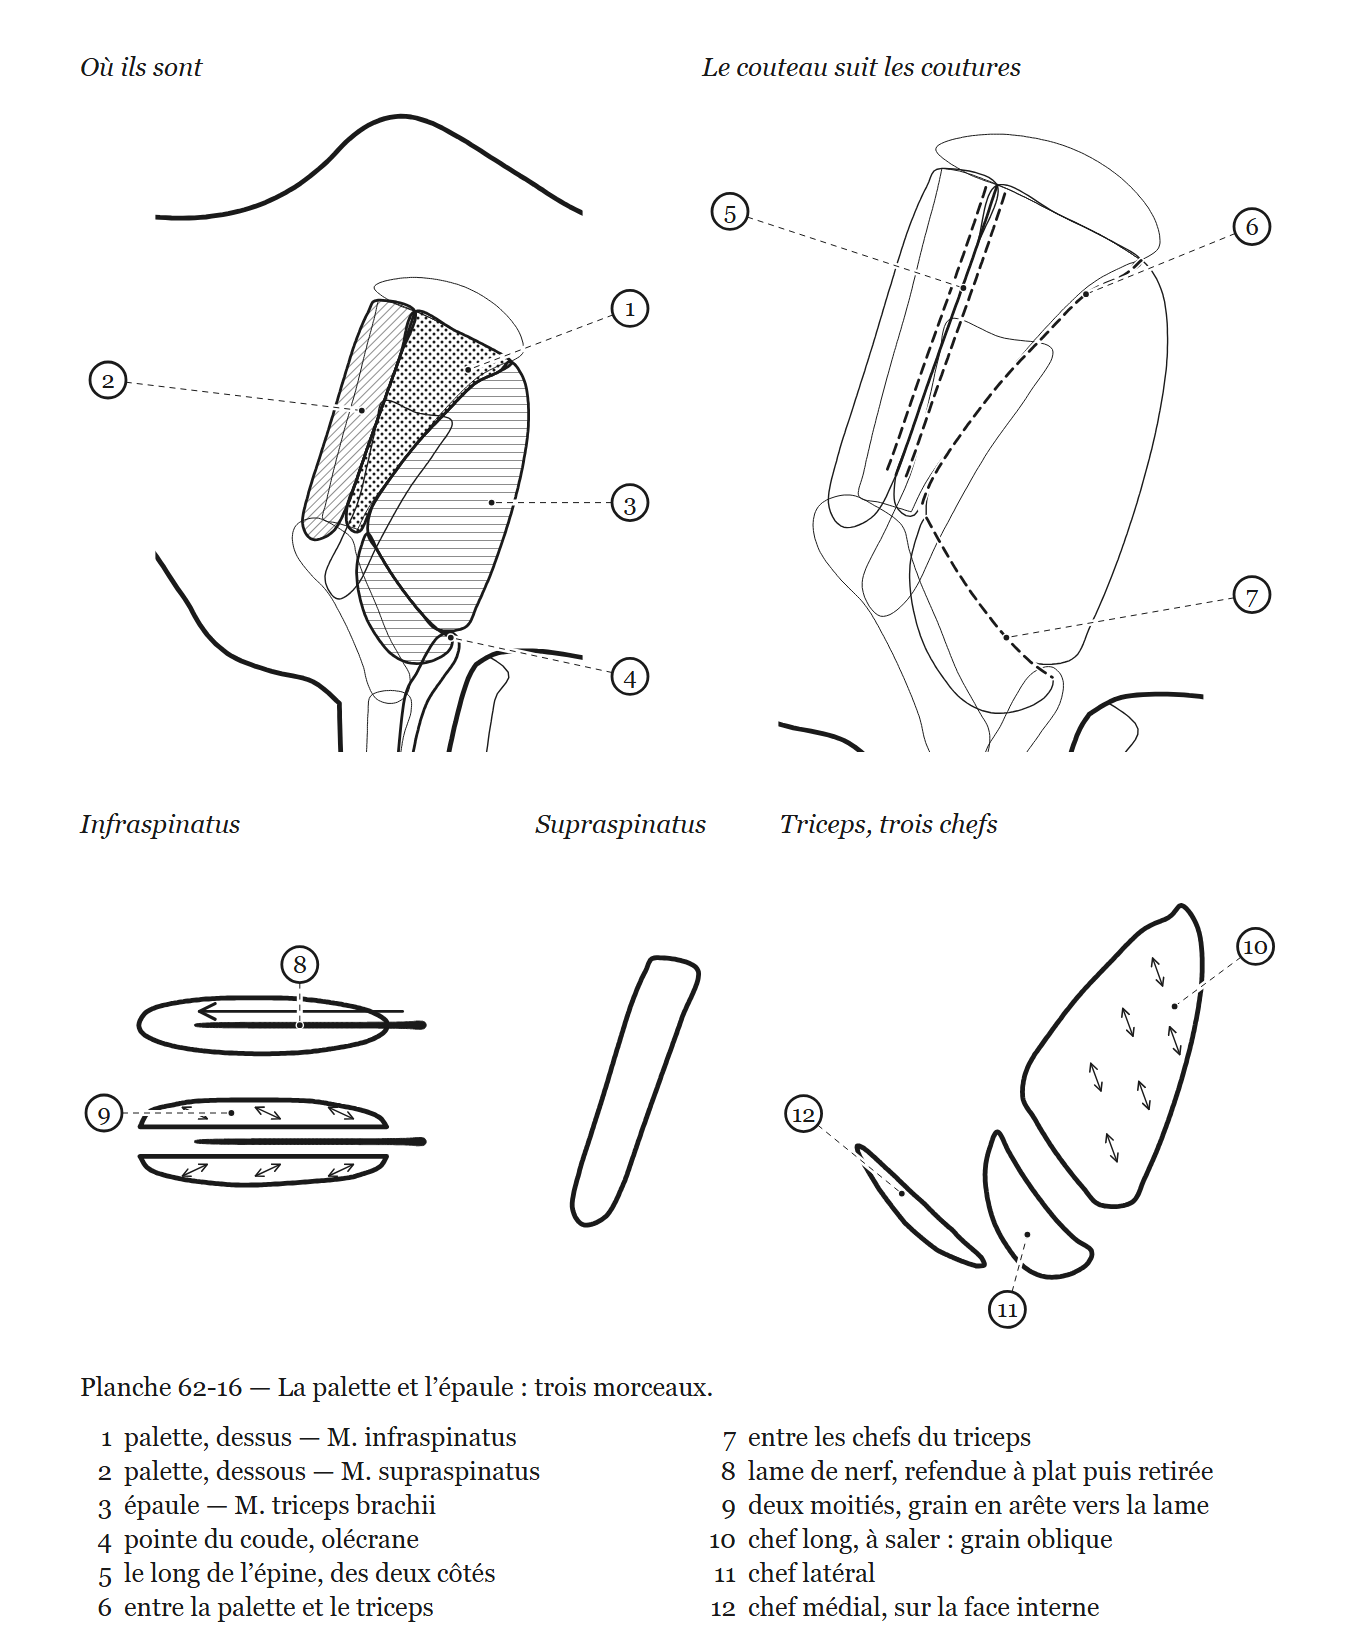 Où ils sont
Le couteau suit les coutures
1
2
3
4
5
6
7
Infraspinatus
Supraspinatus
Triceps, trois chefs
8
9
10
11
12
Planche 62-16 — La palette et l’épaule : trois morceaux.
1 palette, dessus — M. infraspinatus
2 palette, dessous — M. supraspinatus
3 épaule — M. triceps brachii
4 pointe du coude, olécrane
5 le long de l’épine, des deux côtés
6 entre la palette et le triceps
7 entre les chefs du triceps
8 lame de nerf, refendue à plat puis retirée
9 deux moitiés, grain en arête vers la lame
10 chef long, à saler : grain oblique
11 chef latéral
12 chef médial, sur la face interne